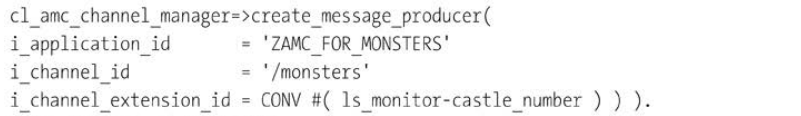 cl_amc_channel_manager=>create_message_producer(
i_application_id       = 'ZAMC_FOR_MONSTERS'
i_channel_id           = '/monsters'
i_channel_extension_id = CONV #( ls_monitor-castle_number ) ) ).